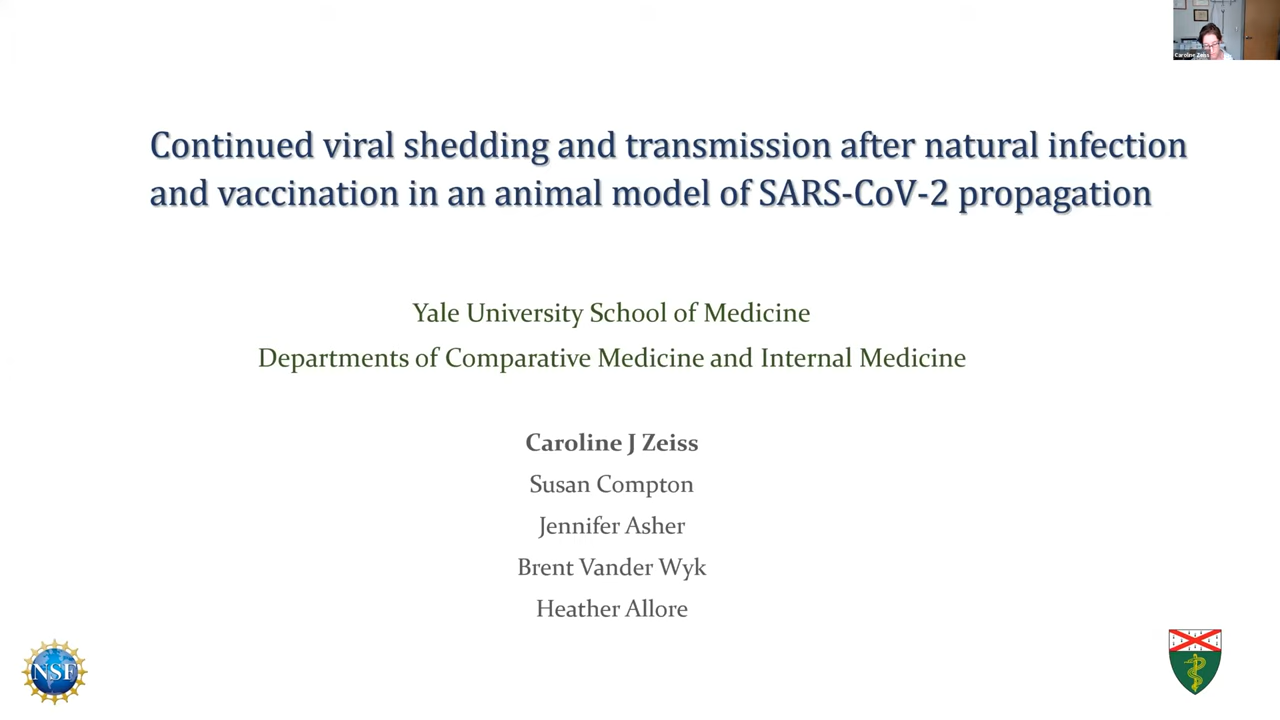 Caroline Zeiss
Continued viral shedding and transmission after natural infection
and vaccination in an animal model of SARS-CoV-2 propagation
Yale University School of Medicine
Departments of Comparative Medicine and Internal Medicine
Caroline J Zeiss
Susan Compton
Jennifer Asher
Brent Vander Wyk
Heather Allore
NSF